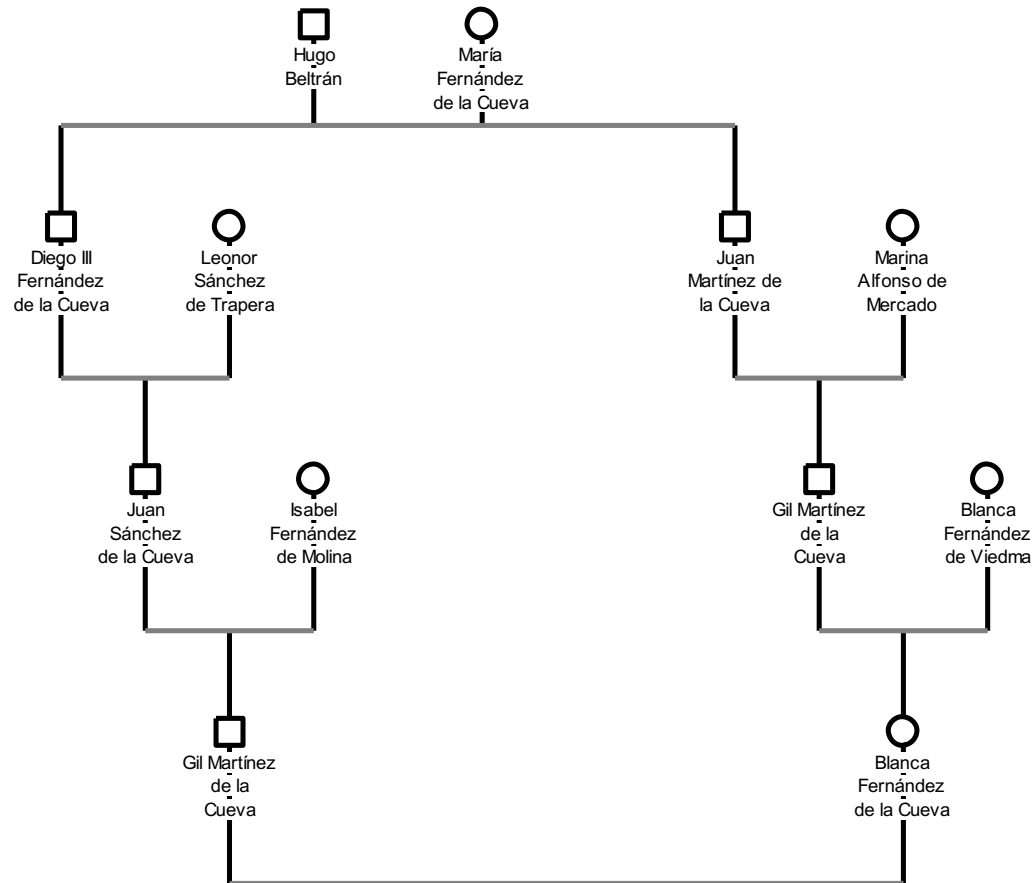 Hugo
Beltrán
María
Fernández
de la Cueva
Diego III
Fernández
de la Cueva
Leonor
Sánchez
de Trapera
Juan
Martínez de
la Cueva
Marina
Alfonso de
Mercado
Juan
Sánchez
de la Cueva
Isabel
Fernández
de Molina
Gil Martínez
de la
Cueva
Blanca
Fernández
de Viedma
Gil Martínez
de la
Cueva
Blanca
Fernández
de la Cueva